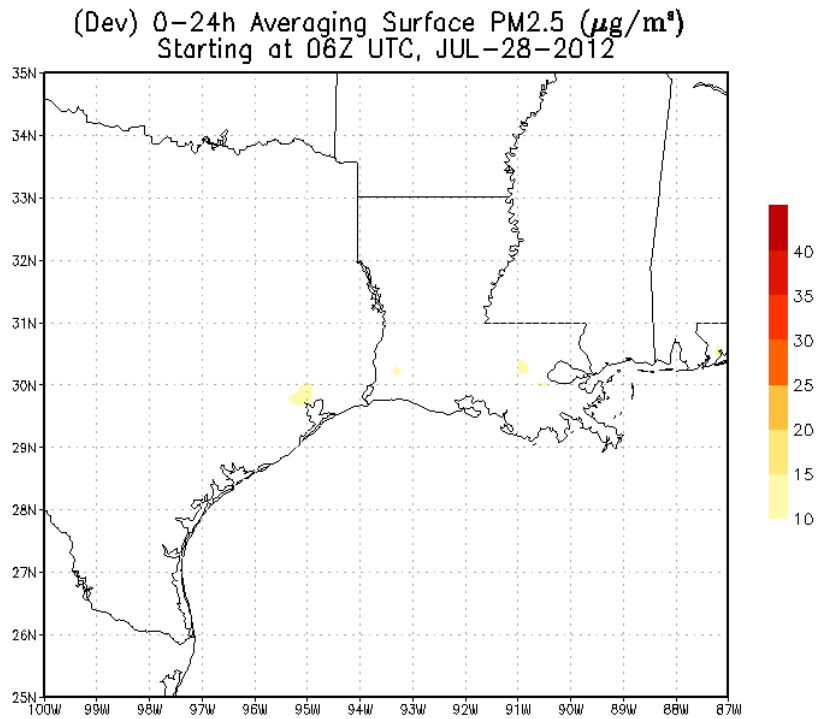 (Dev) 0-24h Averaging Surface PM2.5 (µg/m³)
Starting at 06Z UTC, JUL-28-2012
35N
34N
33N
32N
31N
30N
29N
28N
27N
26N
25N
100W 99W 98W 97W 96W 95W 94W 93W 92W 91W 90W 89W 88W 87W
40
35
30
25
20
15
10